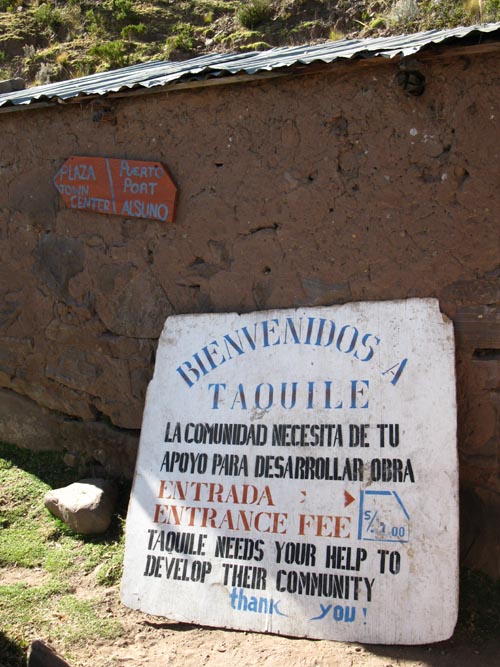 PLAZA
TOWN
CENTER
PUERTO
PORT
ALSUNO
BIENVENIDOS A
TAQUILE
LA COMUNIDAD NECESITA DE TU
APOYO PARA DESARROLLAR OBRA
ENTRADA
ENTRANCE FEE
S/ .00
TAQUILE NEEDS YOUR HELP TO
DEVELOP THEIR COMMUNITY
thank you!